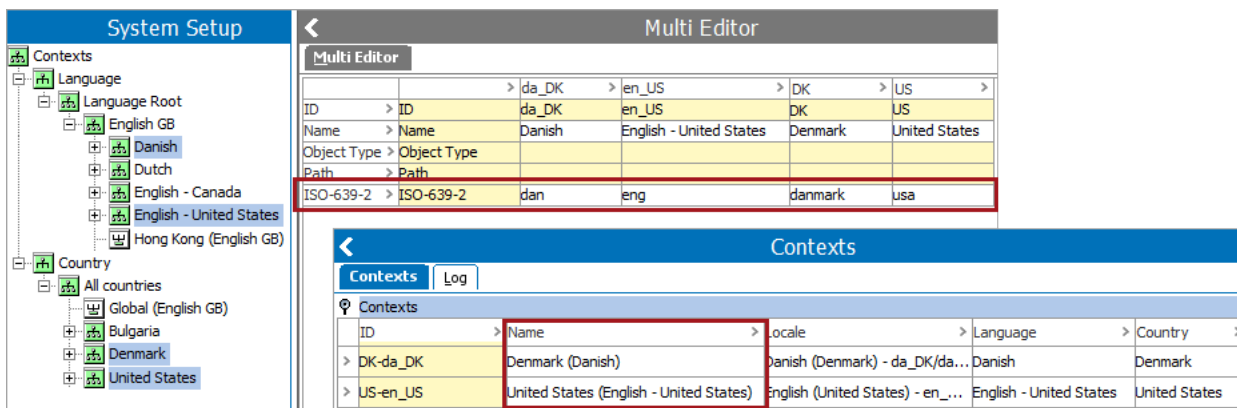 System Setup
Contexts
Language
Language Root
English GB
Danish
Dutch
English - Canada
English - United States
Hong Kong (English GB)
Country
All countries
Global (English GB)
Bulgaria
Denmark
United States
Multi Editor
Multi Editor
> da_DK > en_US > DK > US >
ID > ID da_DK en_US DK US
Name > Name Danish English - United States Denmark United States
Object Type > Object Type
Path > Path
ISO-639-2 > ISO-639-2 dan eng danmark usa
Contexts
Contexts Log
Contexts
ID > Name > Locale > Language > Country >
> DK-da_DK Denmark (Danish) Danish (Denmark) - da_DK/da... Danish Denmark
> US-en_US United States (English - United States) English (United States) - en_... English - United States United States